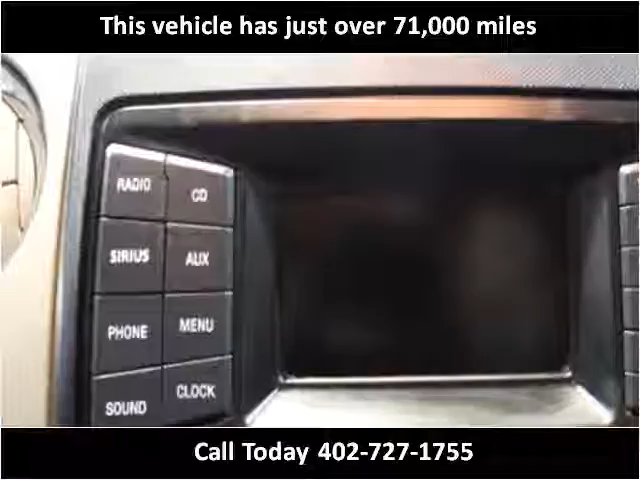 This vehicle has just over 71,000 miles
RADIO CD
SIRIUS AUX
PHONE MENU
SOUND CLOCK
Call Today 402-727-1755